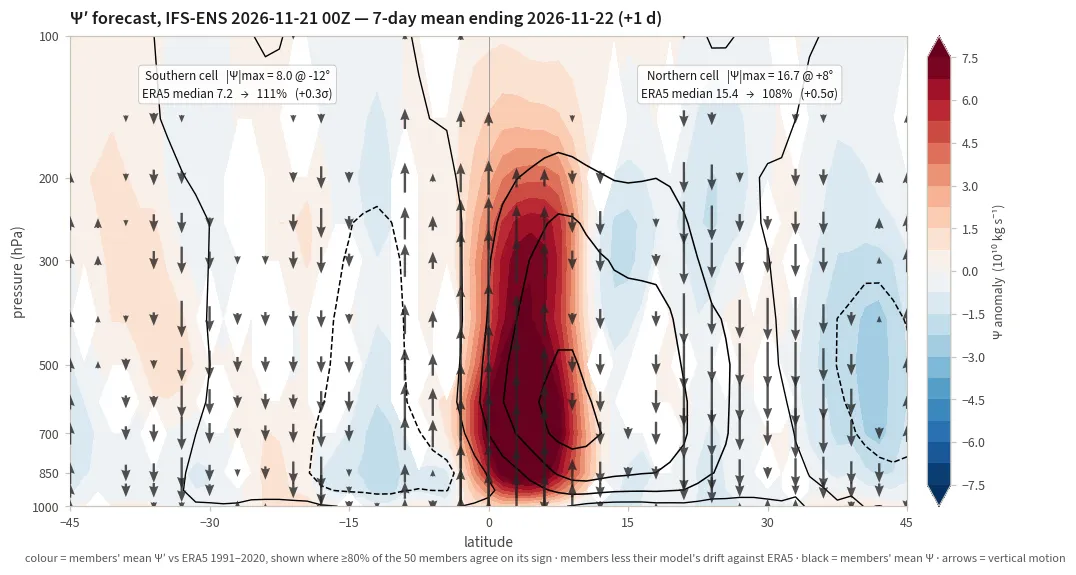 Ψ′ forecast, IFS-ENS 2026-11-21 00Z — 7-day mean ending 2026-11-22 (+1 d)
Southern cell |Ψ|max = 8.0 @ -12°
ERA5 median 7.2 → 111% (+0.3σ)
Northern cell |Ψ|max = 16.7 @ +8°
ERA5 median 15.4 → 108% (+0.5σ)
pressure (hPa)
100
200
300
400
500
700
850
1000
−45
−30
−15
0
15
30
45
latitude
7.5
6.0
4.5
3.0
1.5
0.0
−1.5
−3.0
−4.5
−6.0
−7.5
Ψ anomaly (10¹⁰ kg s⁻¹)
colour = members' mean Ψ′ vs ERA5 1991–2020, shown where ≥80% of the 50 members agree on its sign · members less their model's drift against ERA5 · black = members' mean Ψ · arrows = vertical motion